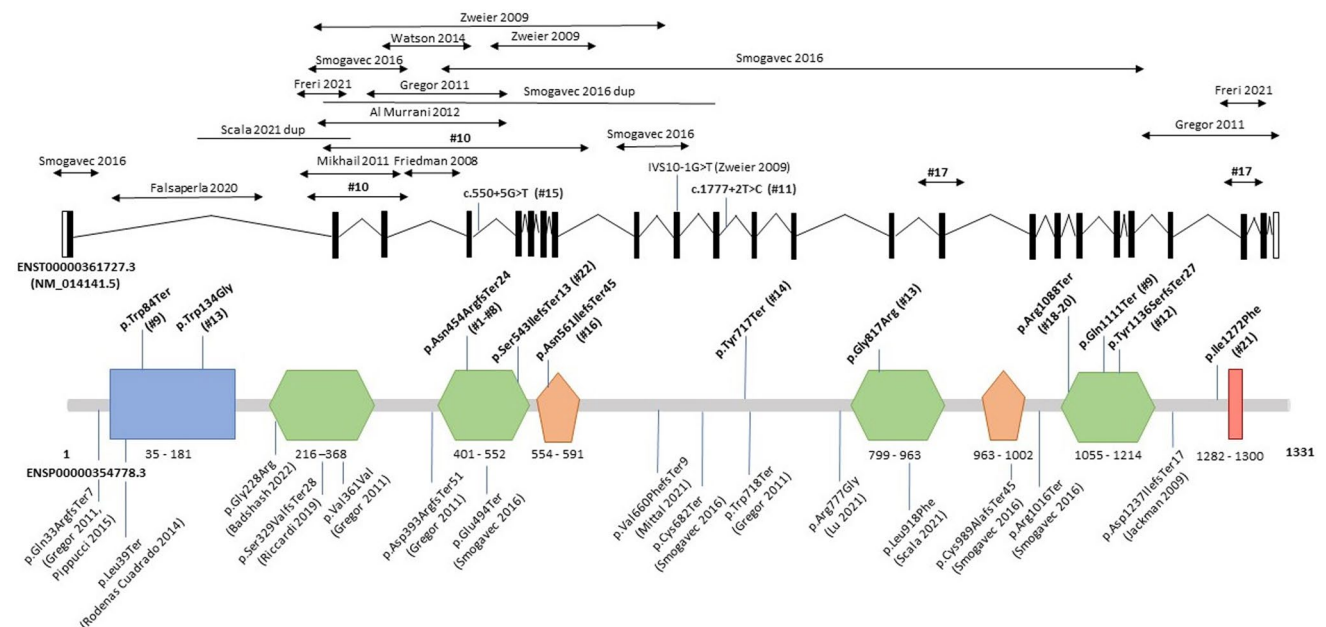 Zweier 2009
Watson 2014
Zweier 2009
Smogavec 2016
Smogavec 2016
Freri 2021
Gregor 2011
Smogavec 2016 dup
Freri 2021
Al Murrani 2012
Gregor 2011
Scala 2021 dup
#10
Smogavec 2016
Smogavec 2016
Mikhail 2011
Friedman 2008
IVS10-1G>T (Zweier 2009)
#17
#17
Falsaperla 2020
#10
c.550+5G>T (#15)
c.1777+2T>C (#11)
ENST00000361727.3
(NM_014141.5)
p.Trp84Ter
(#9)
p.Trp134Gly
(#13)
p.Asn454ArgfsTer24
(#1-#8)
p.Ser543IlefsTer13 (#22)
p.Asn561IlefsTer45
(#16)
p.Tyr717Ter (#14)
p.Gly817Arg (#13)
p.Arg1088Ter
(#18-20)
p.Gln1111Ter (#9)
p.Tyr1136SerfsTer27
(#12)
p.Ile1272Phe
(#21)
1
35 - 181
216 –368
401 - 552
554 - 591
799 - 963
963 - 1002
1055 - 1214
1282 - 1300
1331
ENSP00000354778.3
p.Gln33ArgfsTer7
(Gregor 2011,
Pippucci 2015)
p.Leu39Ter
(Rodenas Cuadrado 2014)
p.Gly228Arg
(Badshash 2022)
p.Ser329ValfsTer28
(Riccardi 2019)
p.Val361Val
(Gregor 2011)
p.Asp393ArgfsTer51
(Gregor 2011)
p.Glu494Ter
(Smogavec 2016)
p.Val660PhefsTer9
(Mittal 2021)
p.Cys682Ter
(Smogavec 2016)
p.Trp718Ter
(Gregor 2011)
p.Arg777Gly
(Lu 2021)
p.Leu918Phe
(Scala 2021)
p.Cys989AlafsTer45
(Smogavec 2016)
p.Arg1016Ter
(Smogavec 2016)
p.Asp1237IlefsTer17
(Jackman 2009)